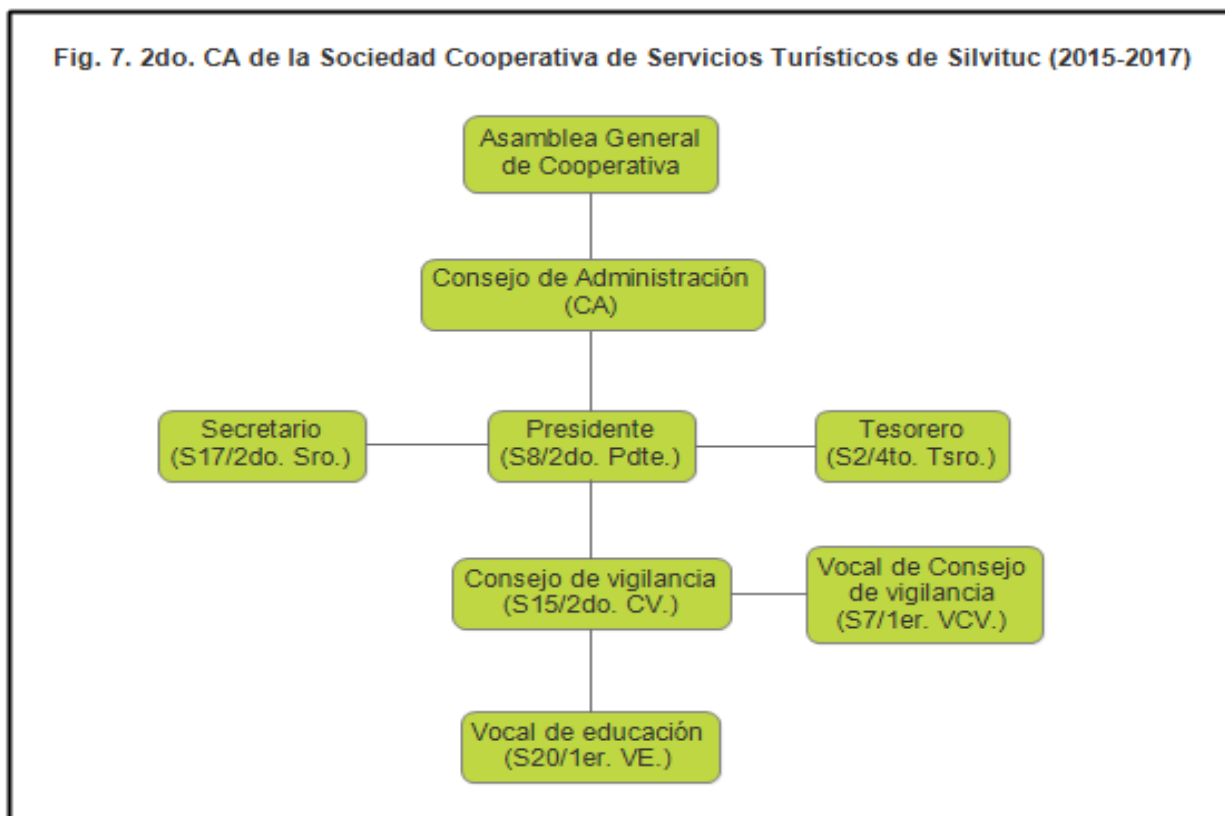 Fig. 7. 2do. CA de la Sociedad Cooperativa de Servicios Turísticos de Silvituc (2015-2017)
Asamblea General
de Cooperativa
Consejo de Administración
(CA)
Secretario
(S17/2do. Sro.)
Presidente
(S8/2do. Pdte.)
Tesorero
(S2/4to. Tsro.)
Consejo de vigilancia
(S15/2do. CV.)
Vocal de Consejo
de vigilancia
(S7/1er. VCV.)
Vocal de educación
(S20/1er. VE.)